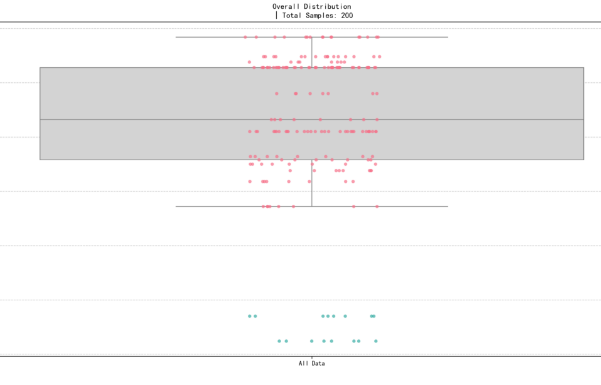 Overall Distribution
| Total Samples: 200
All Data